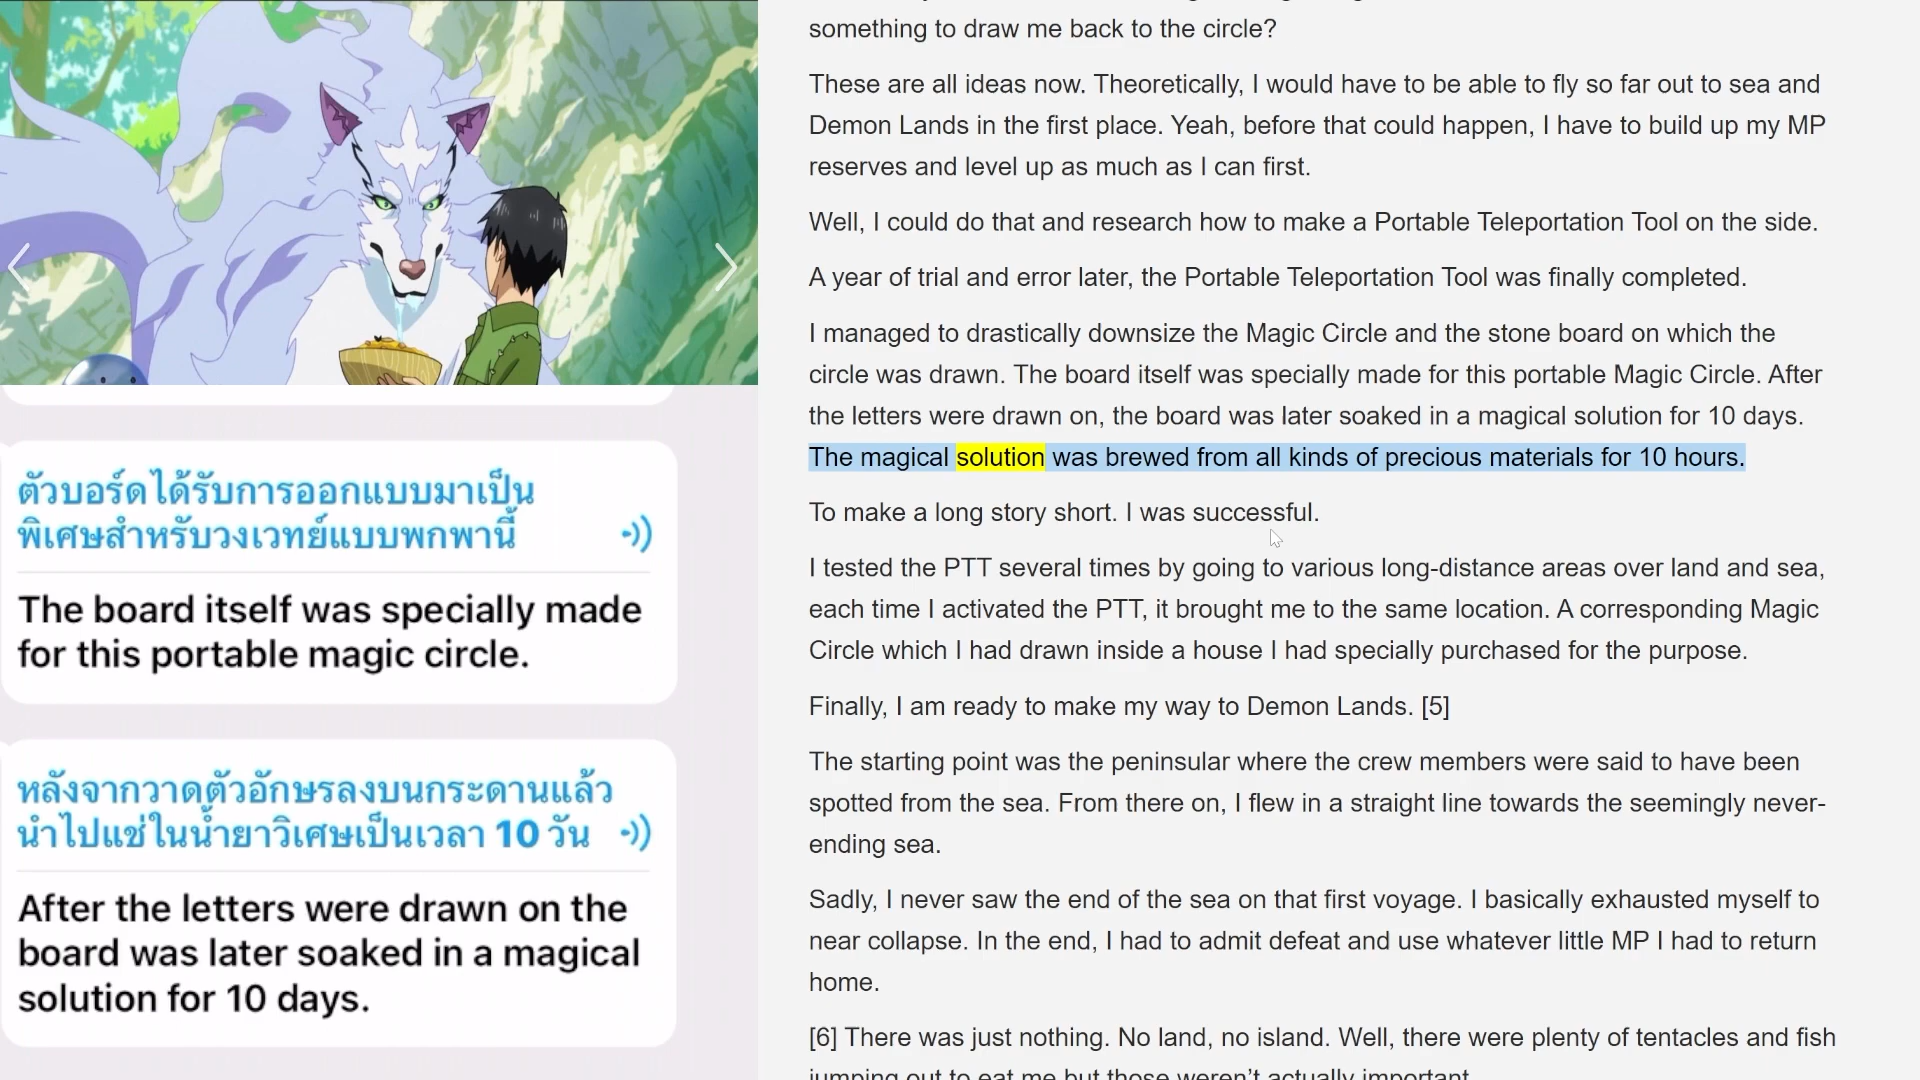 ตัวบอร์ดได้รับการออกแบบมาเป็น
พิเศษสำหรับวงเวทย์แบบพกพานี้
The board itself was specially made
for this portable magic circle.
หลังจากวาดตัวอักษรลงบนกระดานแล้ว
นำไปแช่ในน้ำยาวิเศษเป็นเวลา 10 วัน
After the letters were drawn on the
board was later soaked in a magical
solution for 10 days.
something to draw me back to the circle?
These are all ideas now. Theoretically, I would have to be able to fly so far out to sea and
Demon Lands in the first place. Yeah, before that could happen, I have to build up my MP
reserves and level up as much as I can first.
Well, I could do that and research how to make a Portable Teleportation Tool on the side.
A year of trial and error later, the Portable Teleportation Tool was finally completed.
I managed to drastically downsize the Magic Circle and the stone board on which the
circle was drawn. The board itself was specially made for this portable Magic Circle. After
the letters were drawn on, the board was later soaked in a magical solution for 10 days.
The magical solution was brewed from all kinds of precious materials for 10 hours.
To make a long story short. I was successful.
I tested the PTT several times by going to various long-distance areas over land and sea,
each time I activated the PTT, it brought me to the same location. A corresponding Magic
Circle which I had drawn inside a house I had specially purchased for the purpose.
Finally, I am ready to make my way to Demon Lands. [5]
The starting point was the peninsular where the crew members were said to have been
spotted from the sea. From there on, I flew in a straight line towards the seemingly never-
ending sea.
Sadly, I never saw the end of the sea on that first voyage. I basically exhausted myself to
near collapse. In the end, I had to admit defeat and use whatever little MP I had to return
home.
[6] There was just nothing. No land, no island. Well, there were plenty of tentacles and fish
jumping out to eat me but those weren't actually important.